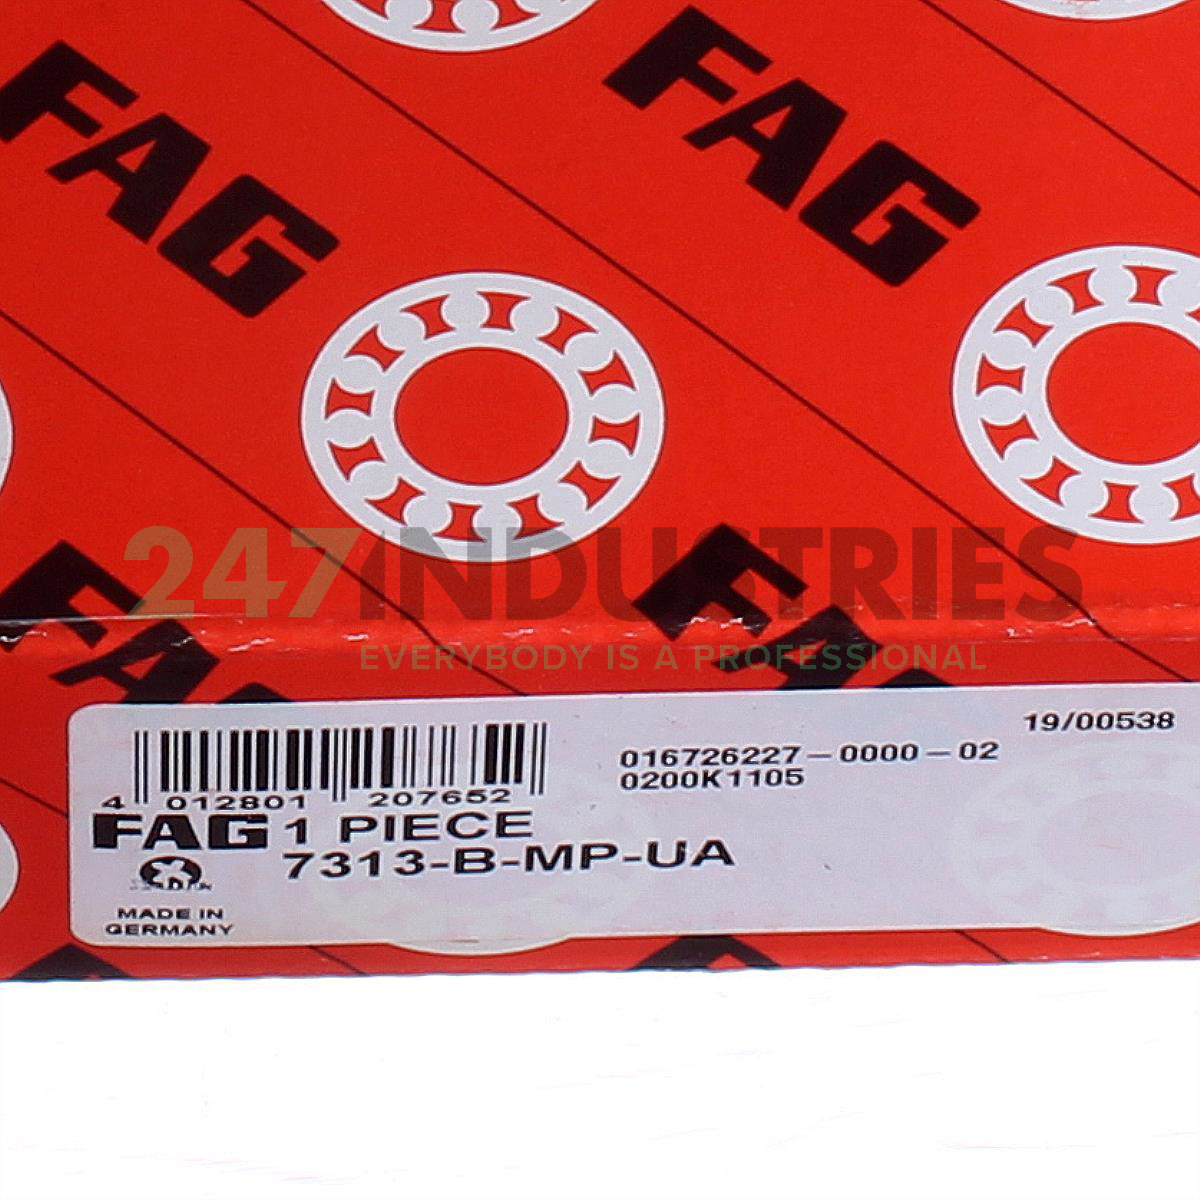 FAG
FAG
FAG
FAG
247INDUSTRIES
EVERYBODY IS A PROFESSIONAL
19/00538
016726227-0000-02
0200K1105
4 012801 207652
FAG 1 PIECE
7313-B-MP-UA
MADE IN
GERMANY